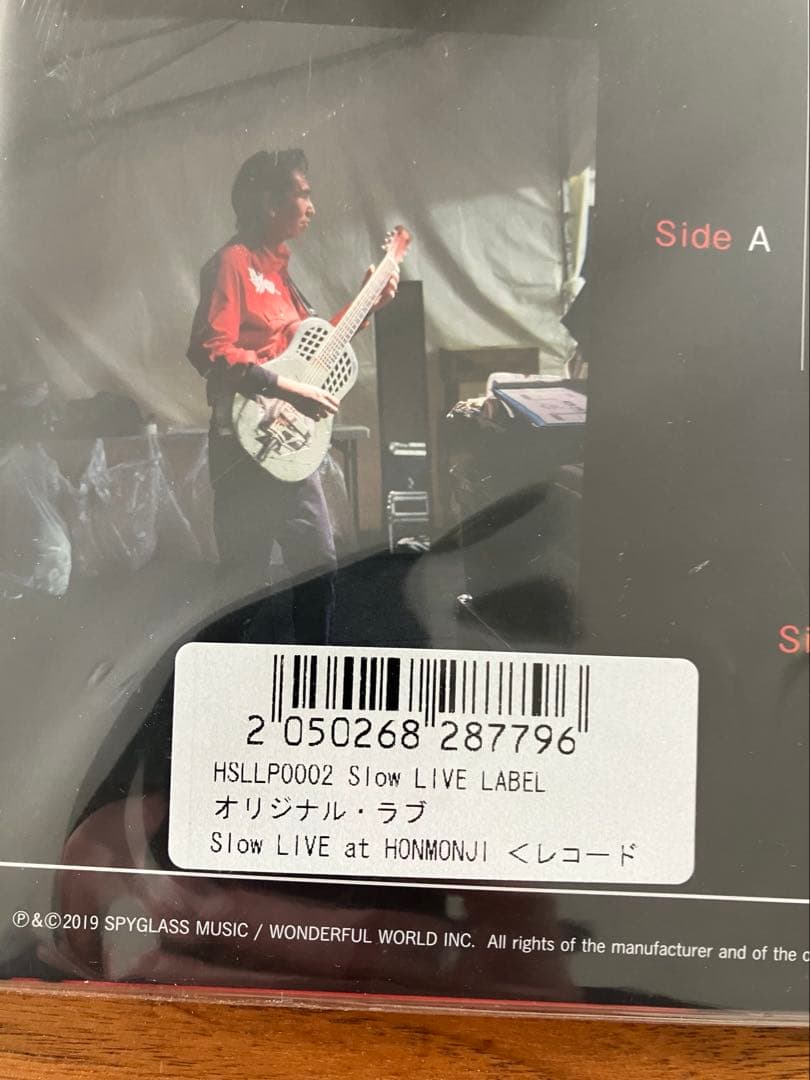 Side A
Si
2 050268 287796
HSLLP0002 Slow LIVE LABEL
オリジナル・ラブ
Slow LIVE at HONMONJI <レコード
℗&©2019 SPYGLASS MUSIC / WONDERFUL WORLD INC. All rights of the manufacturer and of the